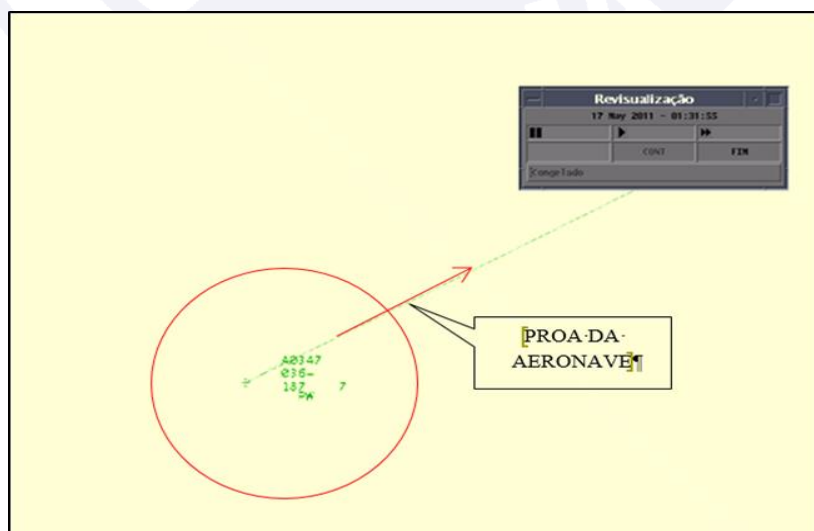 Revisualização
17 May 2011 - 01:31:55
CONT FIM
Congelado
PROA·DA·
AERONAVE¶
A0347
036-
187 7